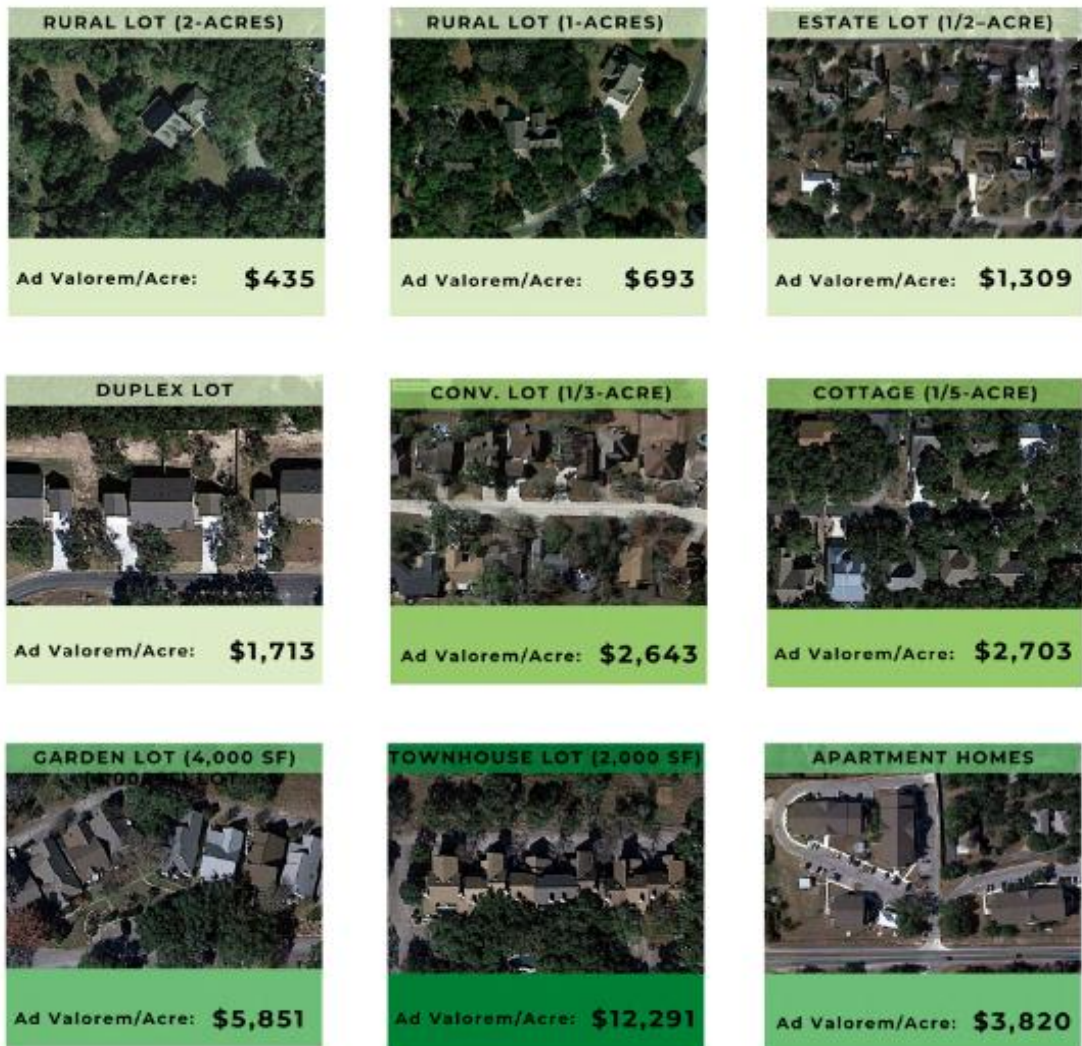 RURAL LOT (2-ACRES)
Ad Valorem/Acre: $435
RURAL LOT (1-ACRES)
Ad Valorem/Acre: $693
ESTATE LOT (1/2–ACRE)
Ad Valorem/Acre: $1,309
DUPLEX LOT
Ad Valorem/Acre: $1,713
CONV. LOT (1/3-ACRE)
Ad Valorem/Acre: $2,643
COTTAGE (1/5-ACRE)
Ad Valorem/Acre: $2,703
GARDEN LOT (4,000 SF)
LOT
Ad Valorem/Acre: $5,851
TOWNHOUSE LOT (2,000 SF)
Ad Valorem/Acre: $12,291
APARTMENT HOMES
Ad Valorem/Acre: $3,820